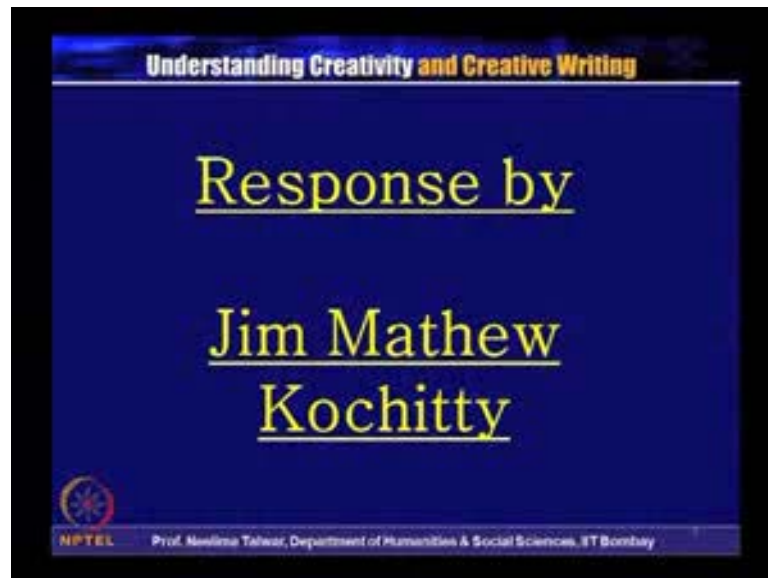 Understanding Creativity and Creative Writing
Response by
Jim Mathew
Kochitty
NPTEL
Prof. Neelima Talwar, Department of Humanities & Social Sciences, IIT Bombay